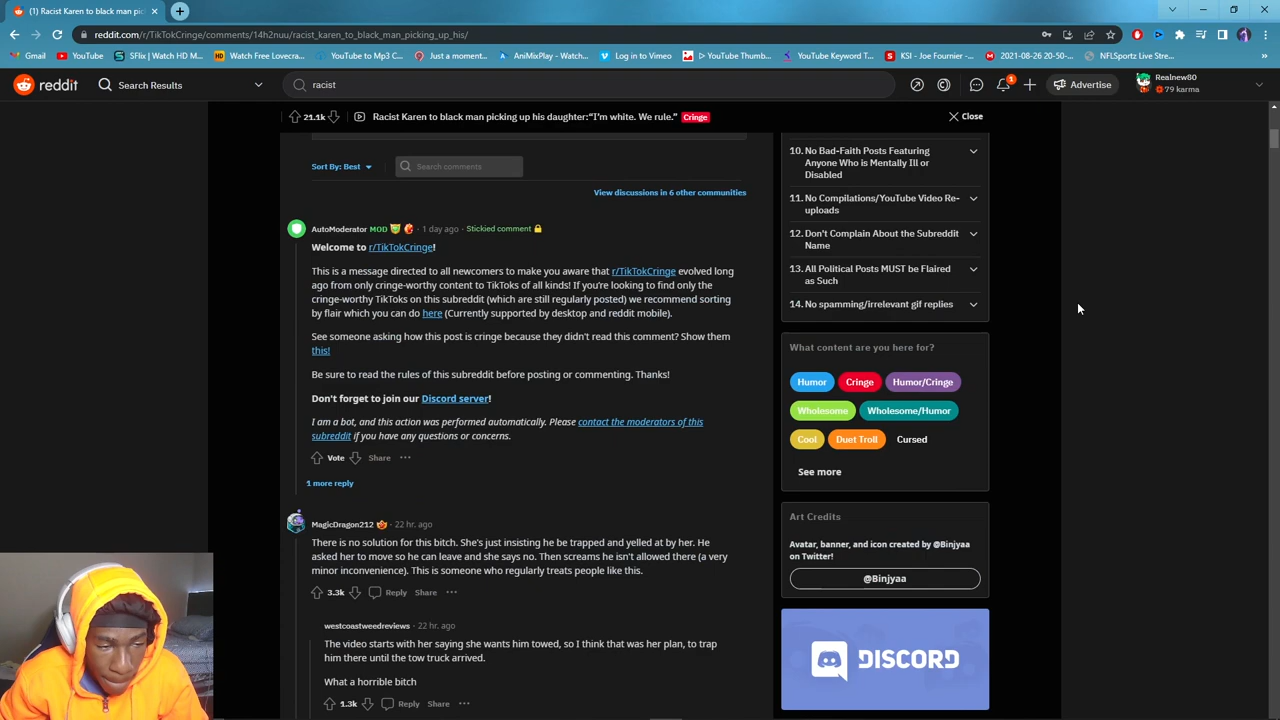 (1) Racist Karen to black man pic
reddit.com/r/TikTokCringe/comments/14h2nuu/racist_karen_to_black_man_picking_up_his/
Gmail
YouTube
SFlix | Watch HD M...
Watch Free Lovecra...
YouTube to Mp3 C...
Just a moment...
AniMixPlay - Watch...
Log in to Vimeo
▷ YouTube Thumb...
YouTube Keyword T...
KSI - Joe Fournier -...
2021-08-26 20-50-...
NFLSportz Live Stre...
»
reddit
Search Results
racist
1
Advertise
Realnew80
79 karma
21.1k
Racist Karen to black man picking up his daughter:“I’m white. We rule.”
Cringe
Close
Sort By: Best
Search comments
View discussions in 6 other communities
AutoModerator MOD · 1 day ago · Stickied comment
Welcome to r/TikTokCringe!
This is a message directed to all newcomers to make you aware that r/TikTokCringe evolved long
ago from only cringe-worthy content to TikToks of all kinds! If you’re looking to find only the
cringe-worthy TikToks on this subreddit (which are still regularly posted) we recommend sorting
by flair which you can do here (Currently supported by desktop and reddit mobile).
See someone asking how this post is cringe because they didn't read this comment? Show them
this!
Be sure to read the rules of this subreddit before posting or commenting. Thanks!
Don't forget to join our Discord server!
I am a bot, and this action was performed automatically. Please contact the moderators of this
subreddit if you have any questions or concerns.
Vote
Share
1 more reply
MagicDragon212 · 22 hr. ago
There is no solution for this bitch. She's just insisting he be trapped and yelled at by her. He
asked her to move so he can leave and she says no. Then screams he isn't allowed there (a very
minor inconvenience). This is someone who regularly treats people like this.
3.3k
Reply
Share
westcoastweedreviews · 22 hr. ago
The video starts with her saying she wants him towed, so I think that was her plan, to trap
him there until the tow truck arrived.
What a horrible bitch
1.3k
Reply
Share
10. No Bad-Faith Posts Featuring
Anyone Who is Mentally Ill or
Disabled
11. No Compilations/YouTube Video Re-
uploads
12. Don't Complain About the Subreddit
Name
13. All Political Posts MUST be Flaired
as Such
14. No spamming/irrelevant gif replies
What content are you here for?
Humor
Cringe
Humor/Cringe
Wholesome
Wholesome/Humor
Cool
Duet Troll
Cursed
See more
Art Credits
Avatar, banner, and icon created by @Binjyaa
on Twitter!
@Binjyaa
DISCORD